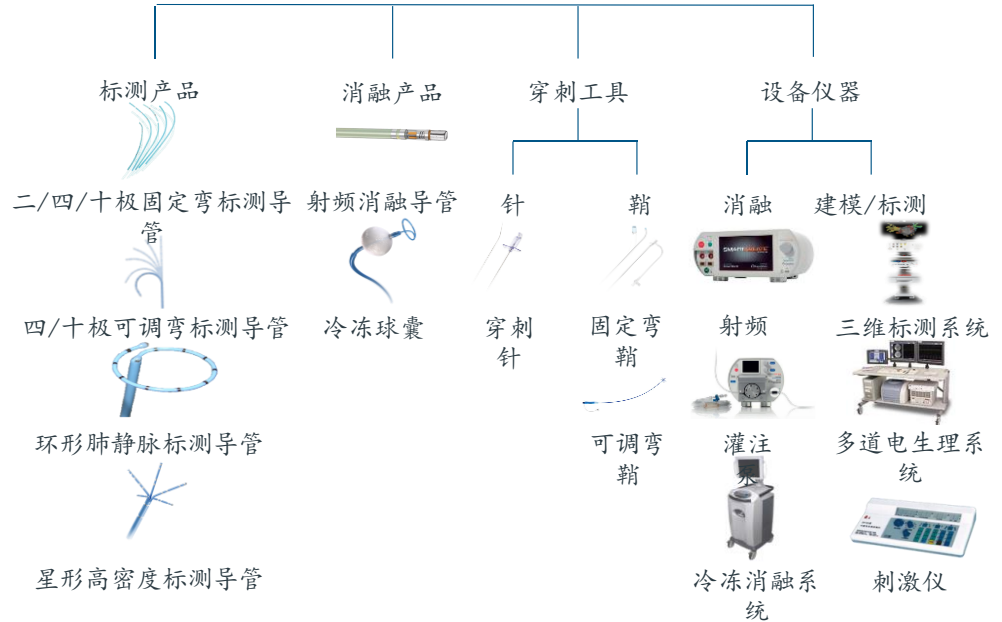 标测产品
消融产品
穿刺工具
设备仪器
二/四/十极固定弯标测导
管
射频消融导管
针
鞘
消融
建模/标测
四/十极可调弯标测导管
冷冻球囊
穿刺
针
固定弯
鞘
射频
三维标测系统
环形肺静脉标测导管
可调弯
鞘
灌注
泵
多道电生理系
统
星形高密度标测导管
冷冻消融系
统
刺激仪